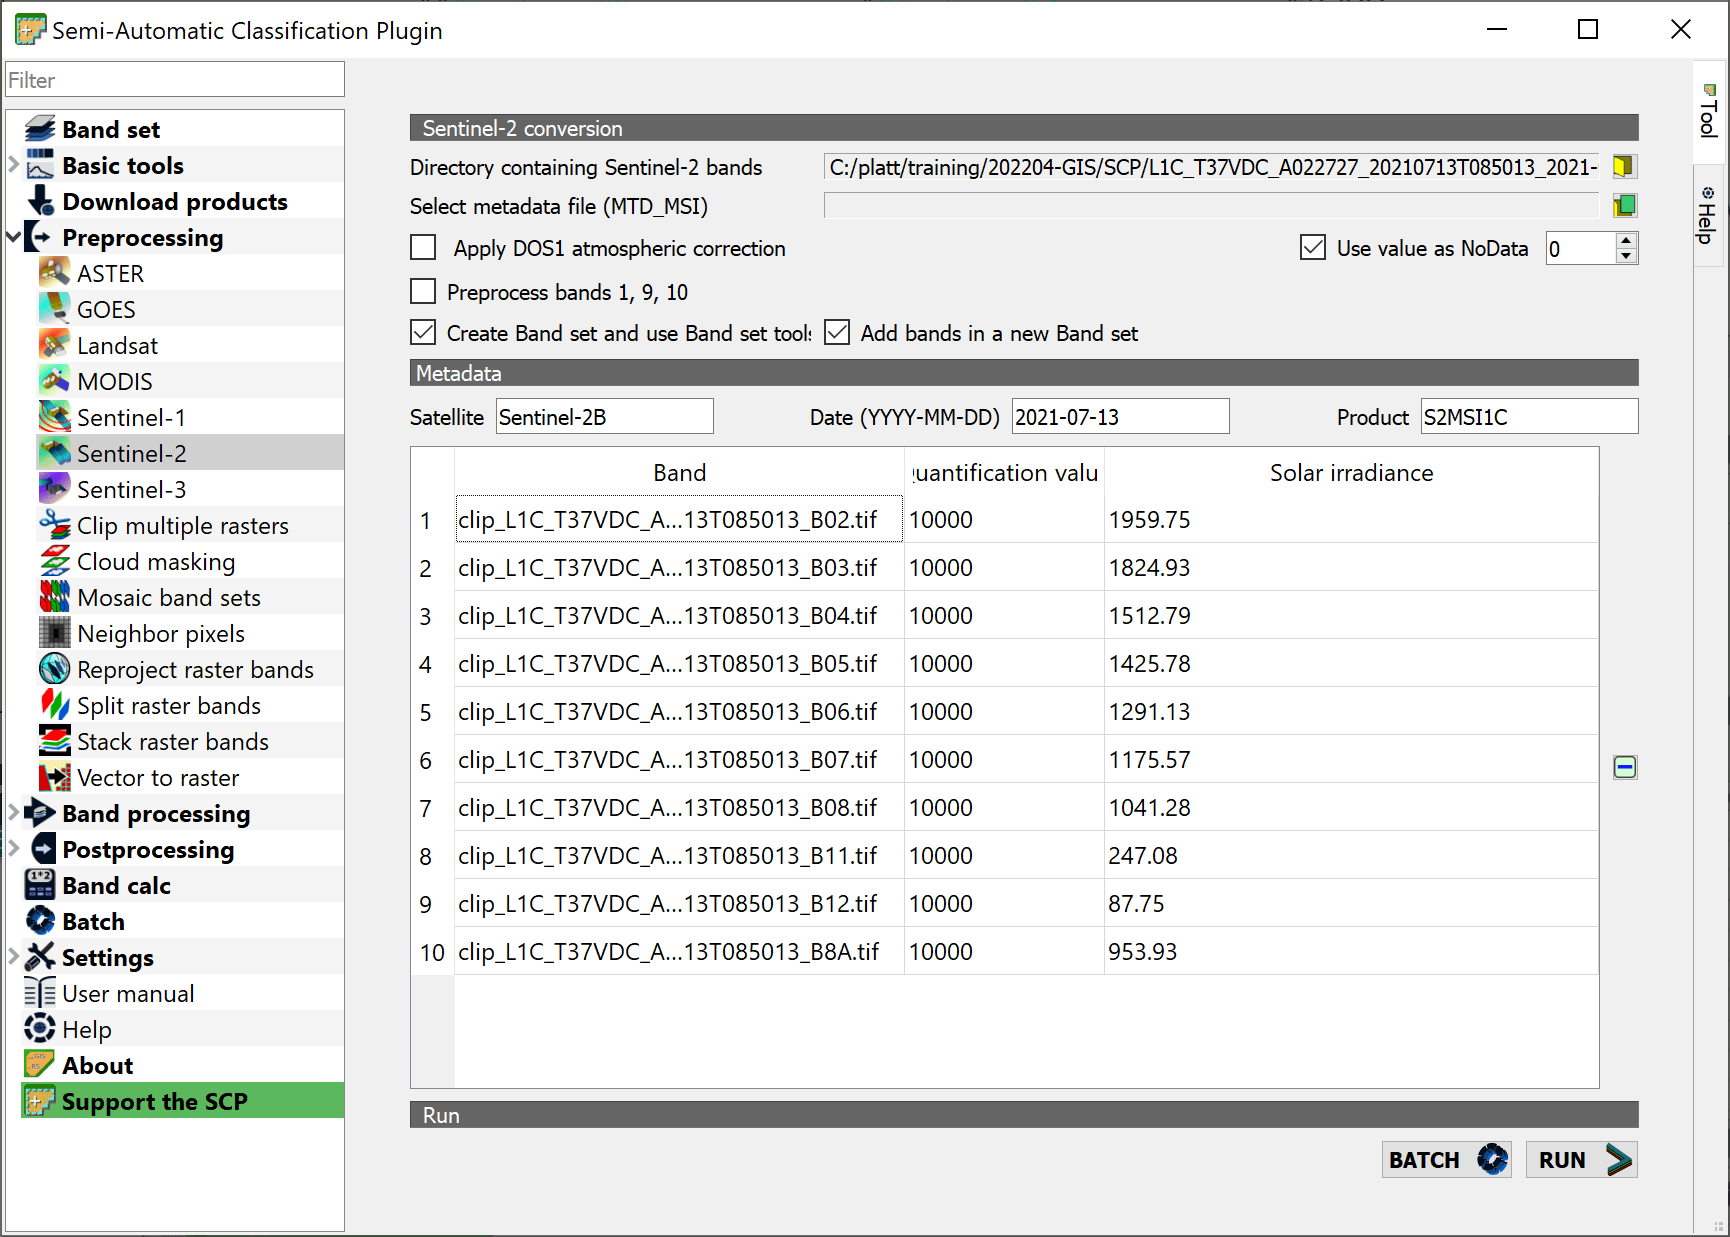 Semi-Automatic Classification Plugin
Filter
Band set
Basic tools
Download products
Preprocessing
ASTER
GOES
Landsat
MODIS
Sentinel-1
Sentinel-2
Sentinel-3
Clip multiple rasters
Cloud masking
Mosaic band sets
Neighbor pixels
Reproject raster bands
Split raster bands
Stack raster bands
Vector to raster
Band processing
Postprocessing
Band calc
Batch
Settings
User manual
Help
About
Support the SCP
Sentinel-2 conversion
Directory containing Sentinel-2 bands C:/platt/training/202204-GIS/SCP/L1C_T37VDC_A022727_20210713T085013_2021-
Select metadata file (MTD_MSI)
Apply DOS1 atmospheric correction Use value as NoData 0
Preprocess bands 1, 9, 10
Create Band set and use Band set tools Add bands in a new Band set
Metadata
Satellite Sentinel-2B Date (YYYY-MM-DD) 2021-07-13 Product S2MSI1C
Band uantification valu Solar irradiance
1 clip_L1C_T37VDC_A...13T085013_B02.tif 10000 1959.75
2 clip_L1C_T37VDC_A...13T085013_B03.tif 10000 1824.93
3 clip_L1C_T37VDC_A...13T085013_B04.tif 10000 1512.79
4 clip_L1C_T37VDC_A...13T085013_B05.tif 10000 1425.78
5 clip_L1C_T37VDC_A...13T085013_B06.tif 10000 1291.13
6 clip_L1C_T37VDC_A...13T085013_B07.tif 10000 1175.57
7 clip_L1C_T37VDC_A...13T085013_B08.tif 10000 1041.28
8 clip_L1C_T37VDC_A...13T085013_B11.tif 10000 247.08
9 clip_L1C_T37VDC_A...13T085013_B12.tif 10000 87.75
10 clip_L1C_T37VDC_A...13T085013_B8A.tif 10000 953.93
Run
BATCH RUN
Tool
Help